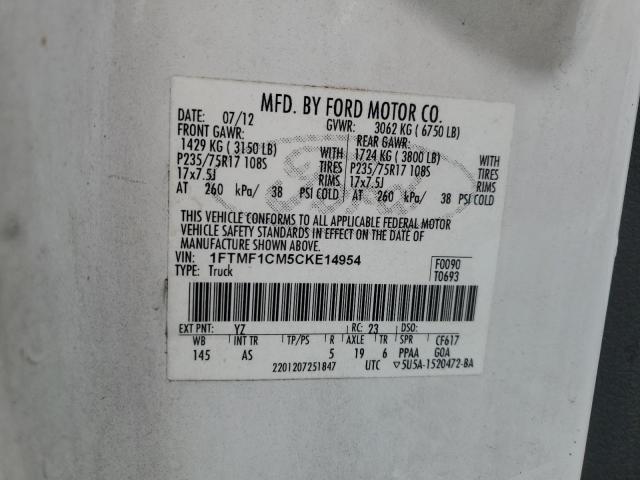 MFD. BY FORD MOTOR CO.
DATE: 07/12 GVWR: 3062 KG ( 6750 LB)
FRONT GAWR: REAR GAWR:
1429 KG ( 3150 LB) WITH 1724 KG ( 3800 LB) WITH
P235/75R17 108S TIRES P235/75R17 108S TIRES
17x7.5J RIMS 17x7.5J RIMS
AT 260 kPa/ 38 PSI COLD AT 260 kPa/ 38 PSI COLD
THIS VEHICLE CONFORMS TO ALL APPLICABLE FEDERAL MOTOR
VEHICLE SAFETY STANDARDS IN EFFECT ON THE DATE OF
MANUFACTURE SHOWN ABOVE.
VIN: 1FTMF1CM5CKE14954 F0090
TYPE: Truck T0693
EXT PNT: YZ RC: 23 DSO:
WB INT TR TP/PS R AXLE TR SPR CF617
145 AS 5 19 6 PPAA GOA
2201207251847 UTC ▽5U5A-1520472-BA